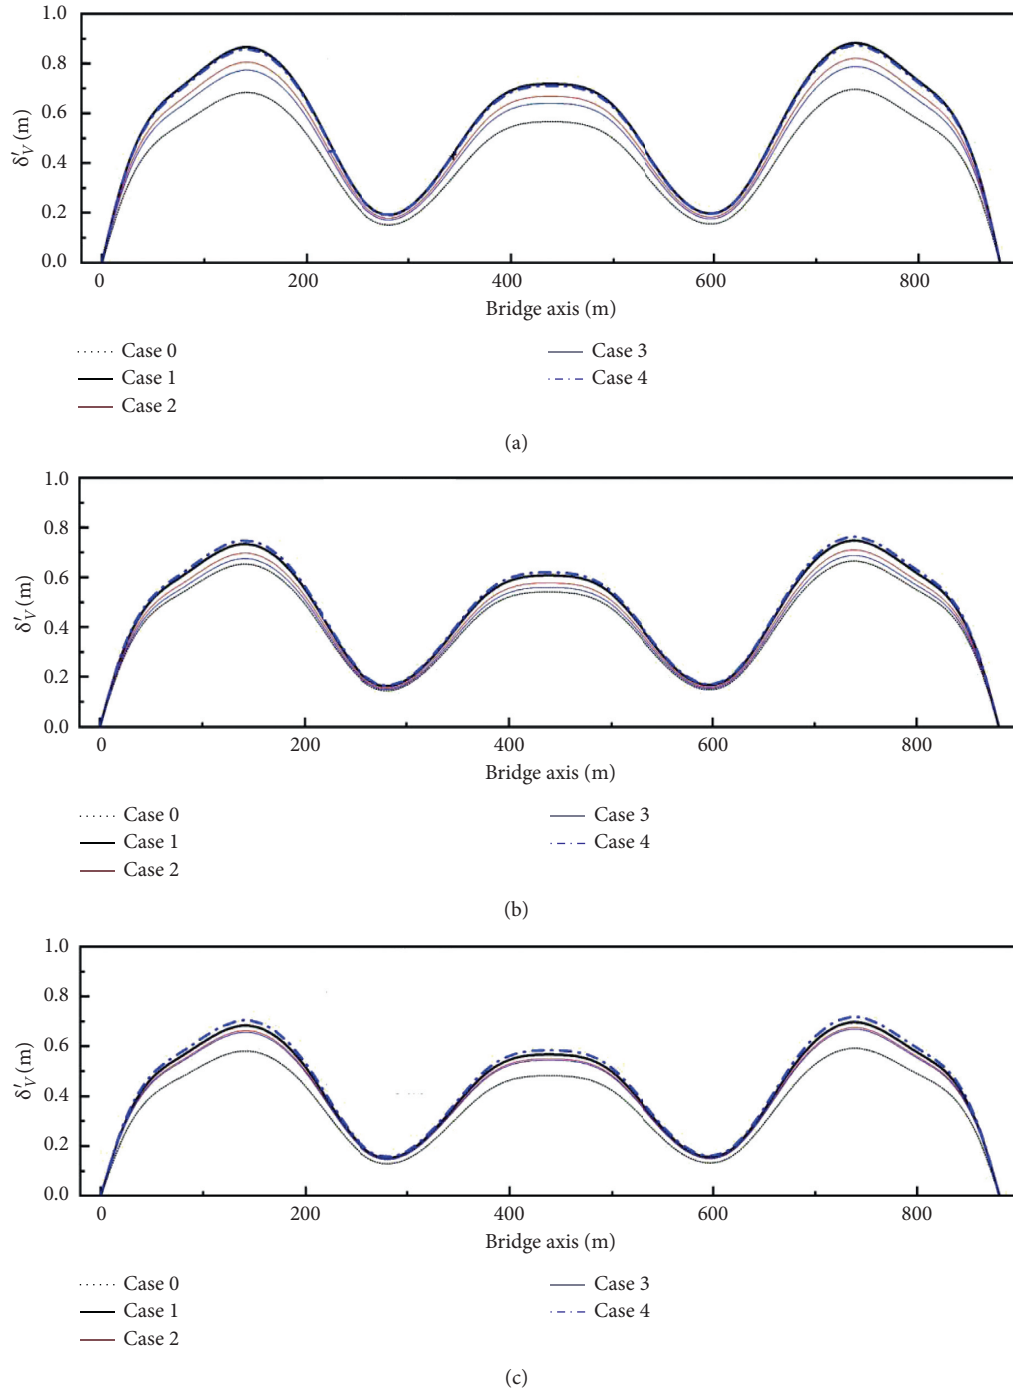 1.0
0.8
0.6
0.4
0.2
0.0
δ′V (m)
0 200 400 600 800
Bridge axis (m)
Case 0 Case 3
Case 1 Case 4
Case 2
(a)
1.0
0.8
0.6
0.4
0.2
0.0
δ′V (m)
0 200 400 600 800
Bridge axis (m)
Case 0 Case 3
Case 1 Case 4
Case 2
(b)
1.0
0.8
0.6
0.4
0.2
0.0
δ′V (m)
0 200 400 600 800
Bridge axis (m)
Case 0 Case 3
Case 1 Case 4
Case 2
(c)